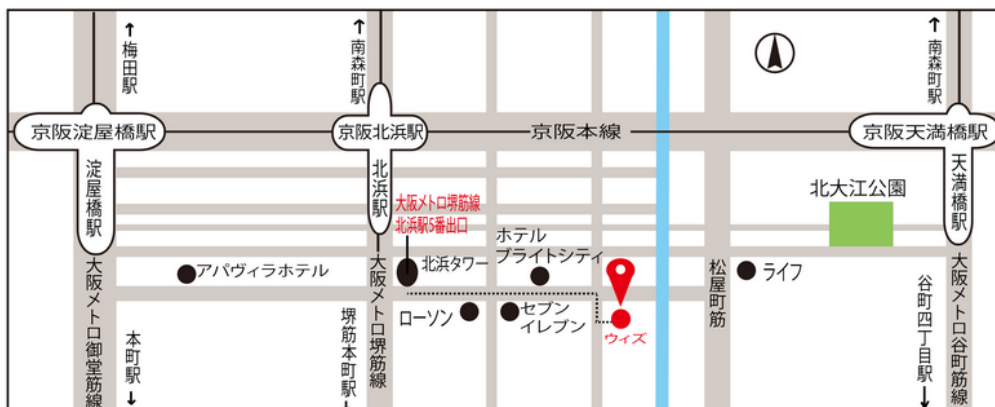 梅田駅
南森町駅
南森町駅
京阪淀屋橋駅
京阪北浜駅
京阪本線
京阪天満橋駅
淀屋橋駅
北浜駅
天満橋駅
北大江公園
大阪メトロ堺筋線
北浜駅5番出口
ホテル
ブライトシティ
アパヴィラホテル
北浜タワー
ライフ
松屋町筋
ローソン
セブン
イレブン
ウィズ
大阪メトロ御堂筋線
本町駅
堺筋本町駅
大阪メトロ堺筋線
谷町四丁目駅
大阪メトロ谷町筋線